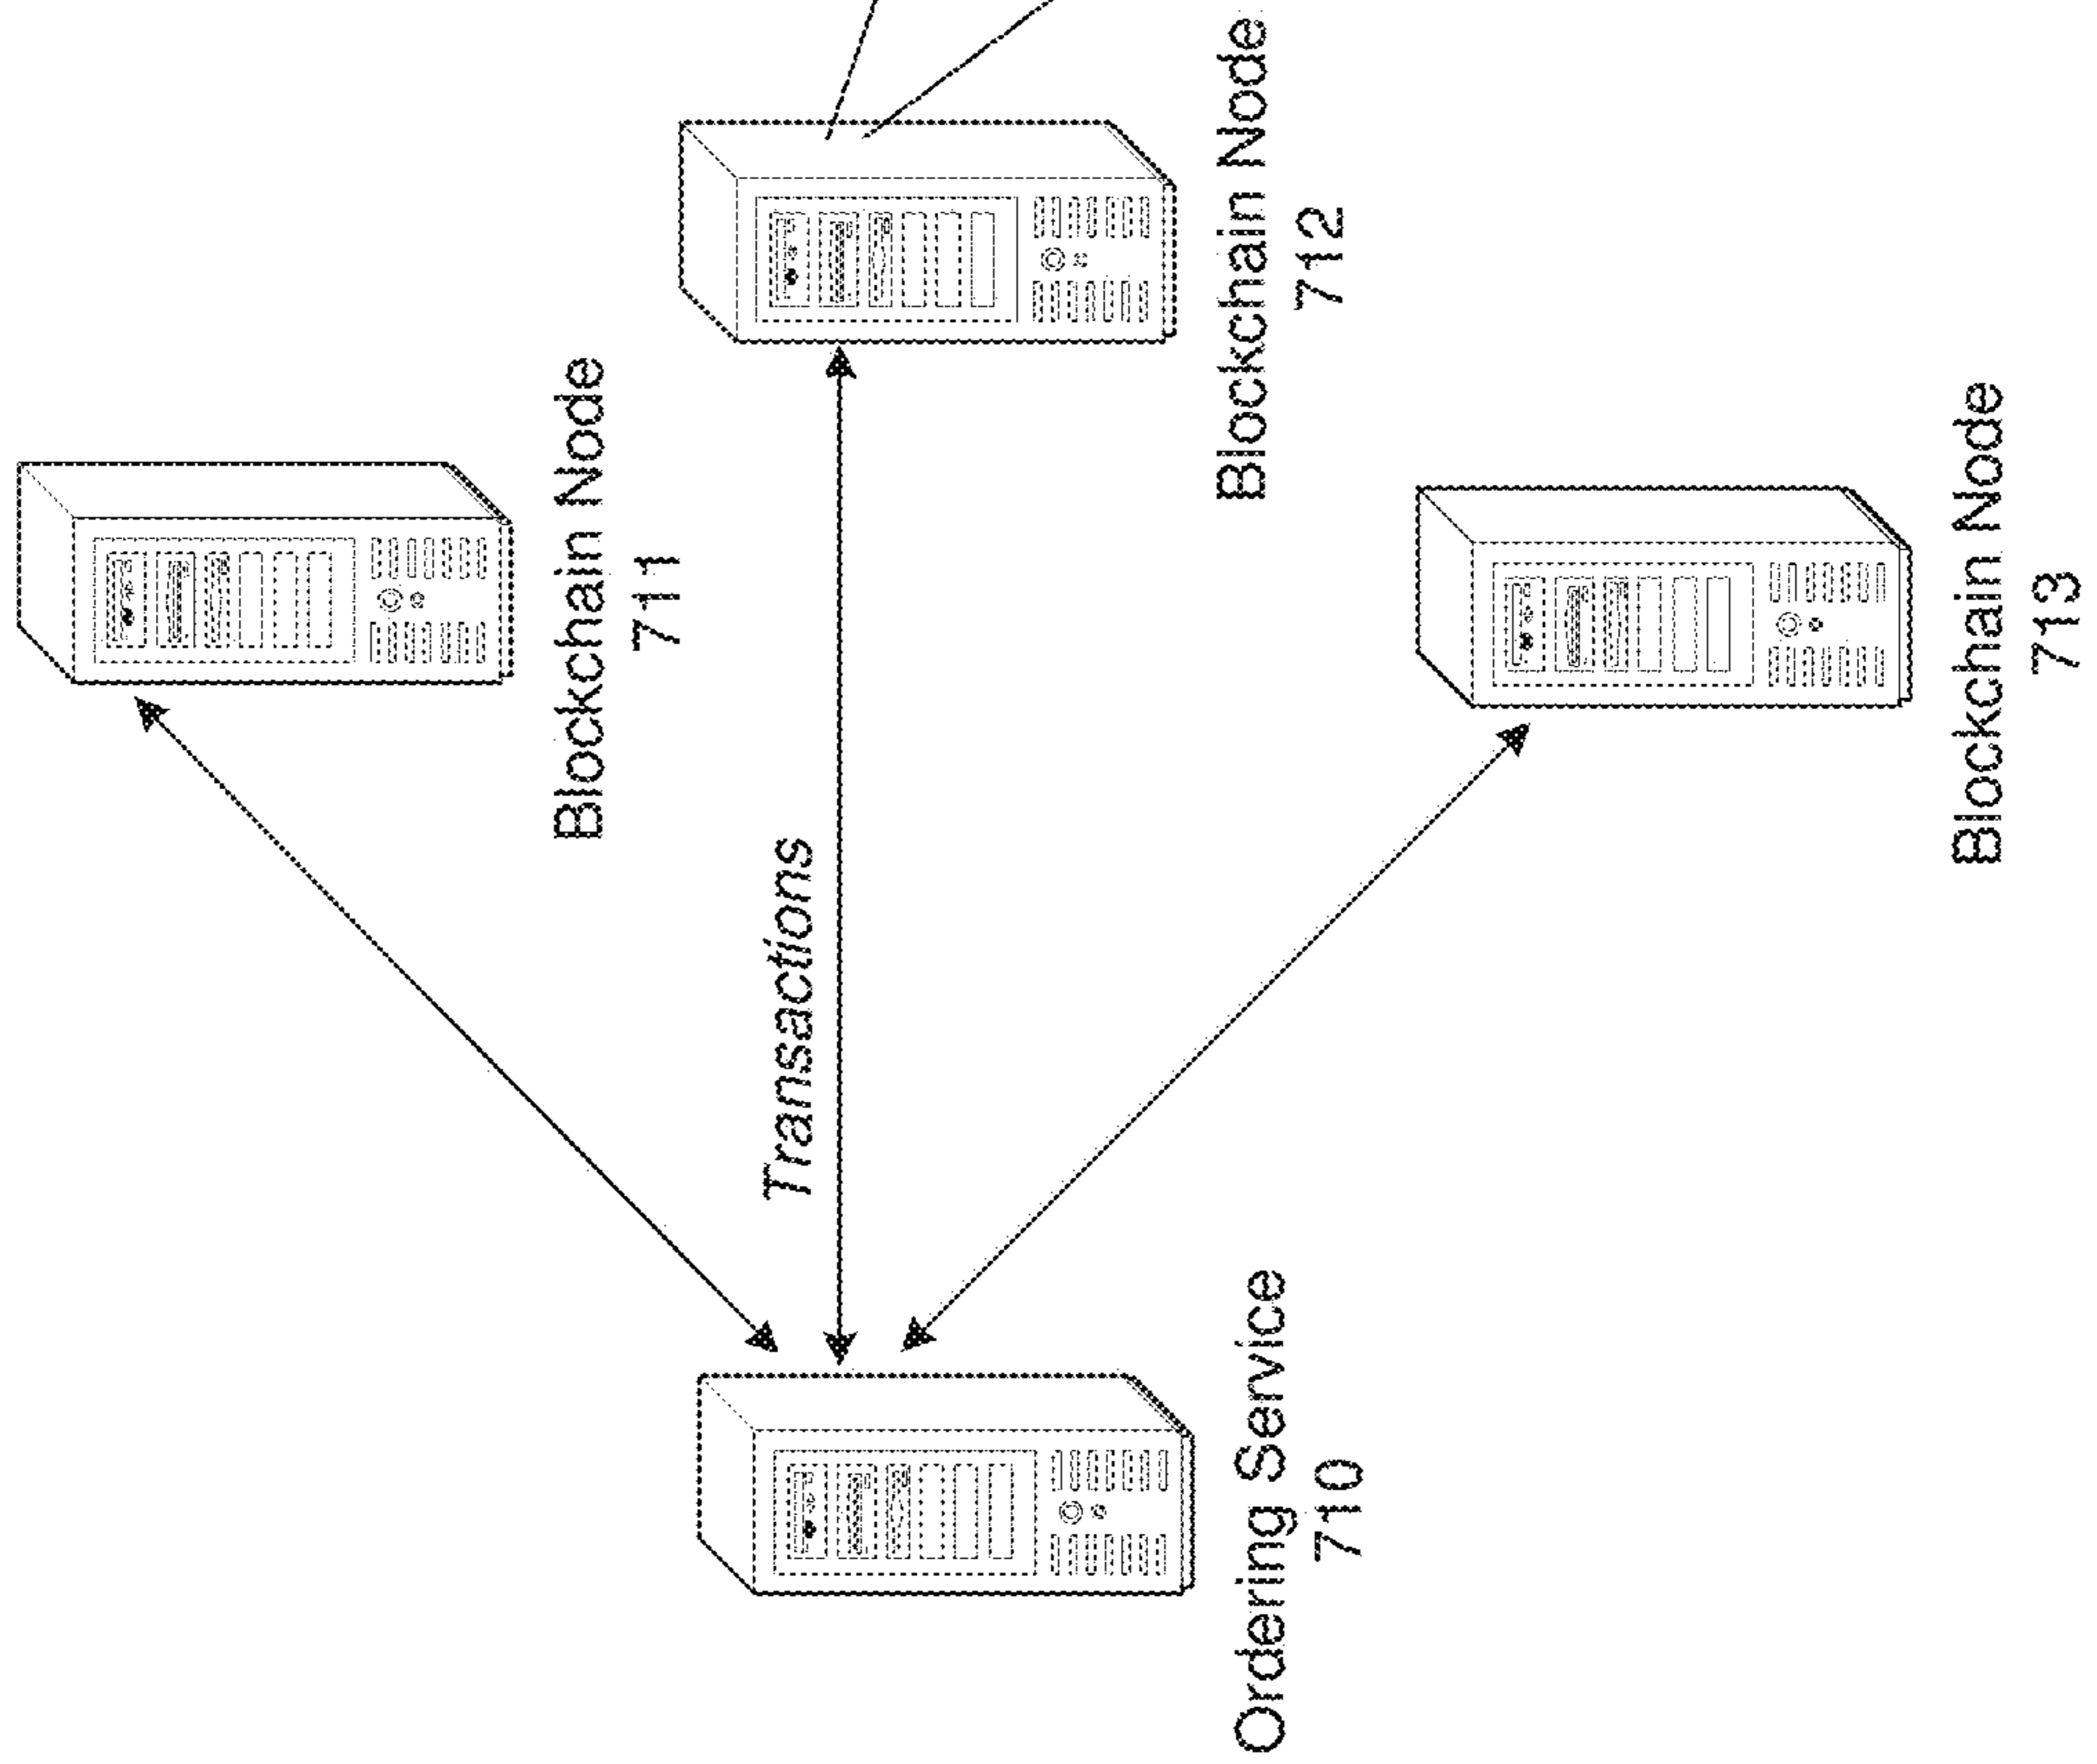 Blockchain Node
711
Transactions
Ordering Service
710
Blockchain Node
712
Blockchain Node
713